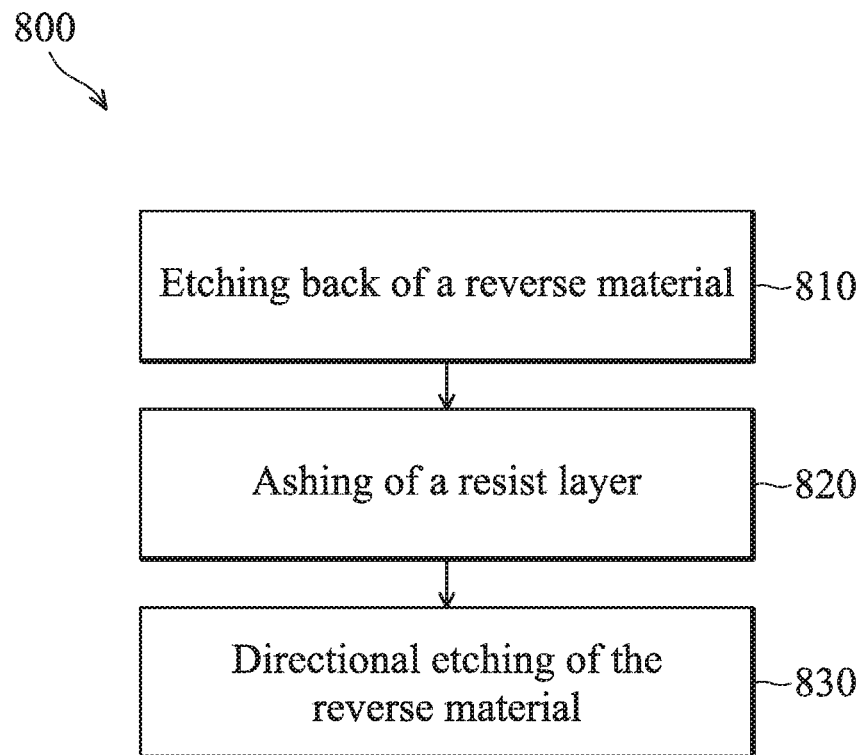 800
Etching back of a reverse material
810
Ashing of a resist layer
820
Directional etching of the
reverse material
830